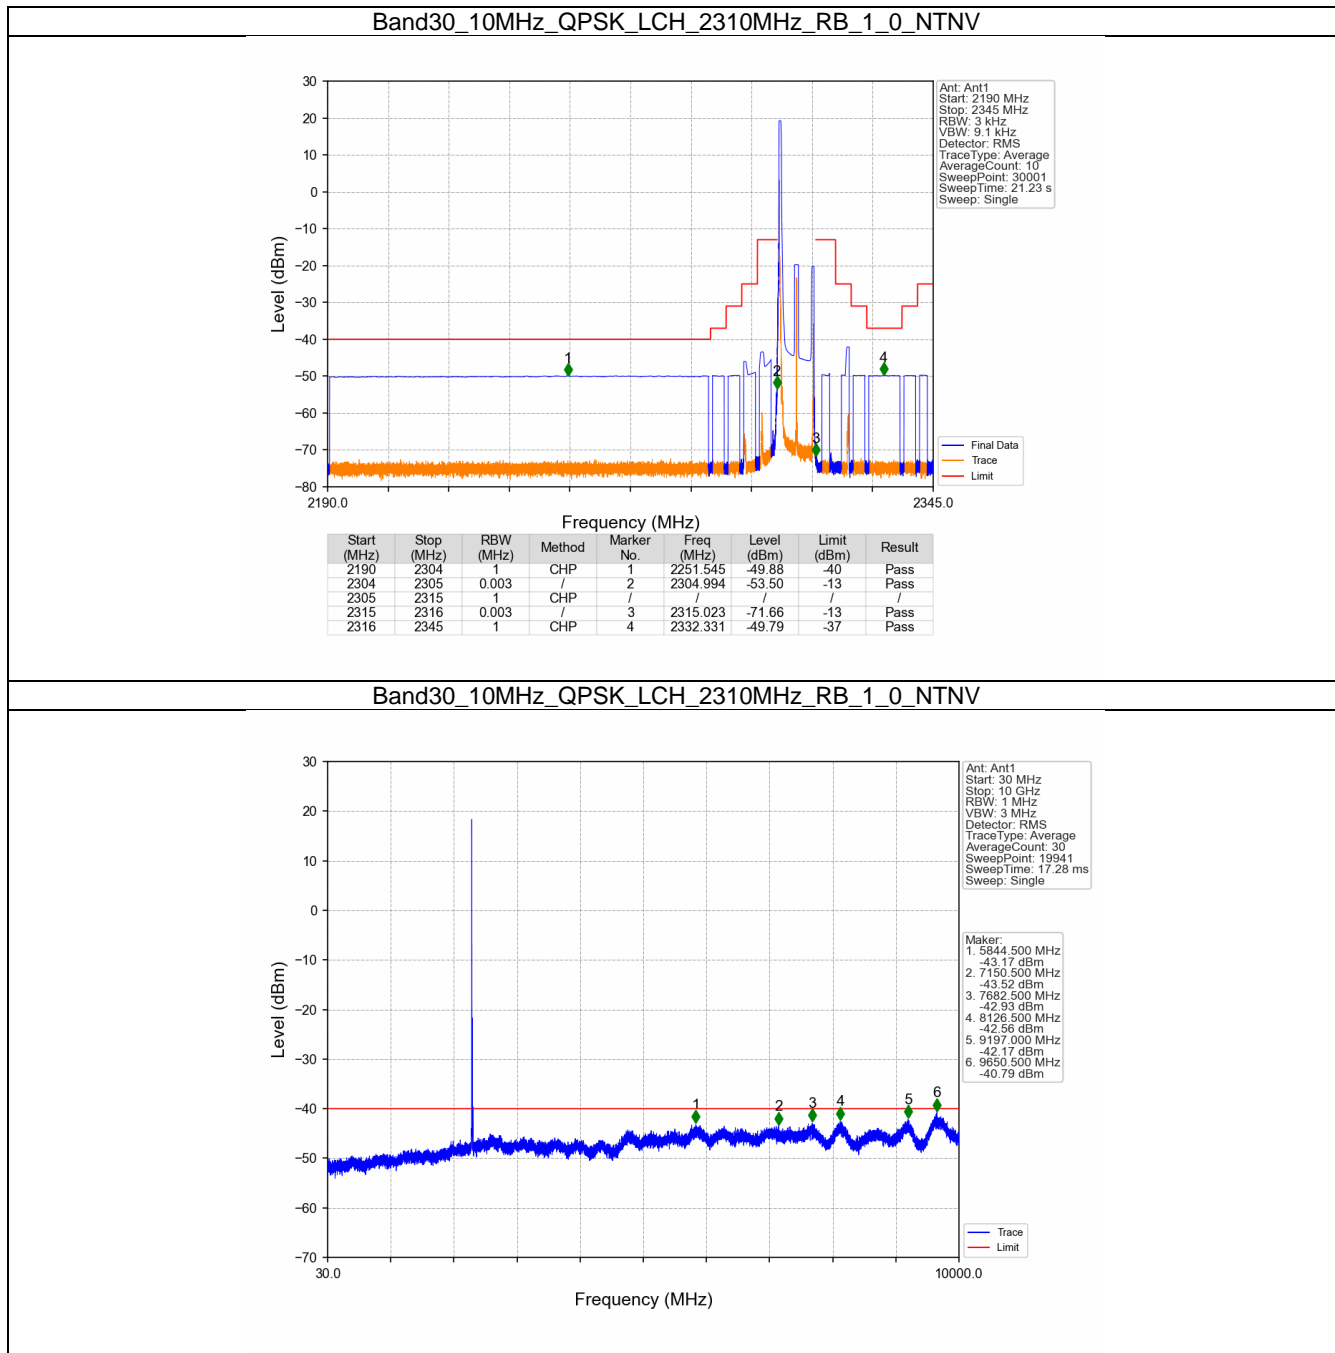 Band30_10MHz_QPSK_LCH_2310MHz_RB_1_0_NTNV
30
20
10
0
−10
−20
−30
−40
−50
−60
−70
−80
Level (dBm)
2190.0
2345.0
Frequency (MHz)
1
2
3
4
Ant: Ant1
Start: 2190 MHz
Stop: 2345 MHz
RBW: 3 kHz
VBW: 9.1 kHz
Detector: RMS
TraceType: Average
AverageCount: 10
SweepPoint: 30001
SweepTime: 21.23 s
Sweep: Single
Final Data
Trace
Limit
Start (MHz) Stop (MHz) RBW (MHz) Method Marker No. Freq (MHz) Level (dBm) Limit (dBm) Result
2190 2304 1 CHP 1 2251.545 -49.88 -40 Pass
2304 2305 0.003 / 2 2304.994 -53.50 -13 Pass
2305 2315 1 CHP / / / / /
2315 2316 0.003 / 3 2315.023 -71.66 -13 Pass
2316 2345 1 CHP 4 2332.331 -49.79 -37 Pass
Band30_10MHz_QPSK_LCH_2310MHz_RB_1_0_NTNV
30
20
10
0
−10
−20
−30
−40
−50
−60
−70
Level (dBm)
30.0
10000.0
Frequency (MHz)
1
2
3
4
5
6
Ant: Ant1
Start: 30 MHz
Stop: 10 GHz
RBW: 1 MHz
VBW: 3 MHz
Detector: RMS
TraceType: Average
AverageCount: 30
SweepPoint: 19941
SweepTime: 17.28 ms
Sweep: Single
Maker:
1. 5844.500 MHz
-43.17 dBm
2. 7150.500 MHz
-43.52 dBm
3. 7682.500 MHz
-42.93 dBm
4. 8126.500 MHz
-42.56 dBm
5. 9197.000 MHz
-42.17 dBm
6. 9650.500 MHz
-40.79 dBm
Trace
Limit